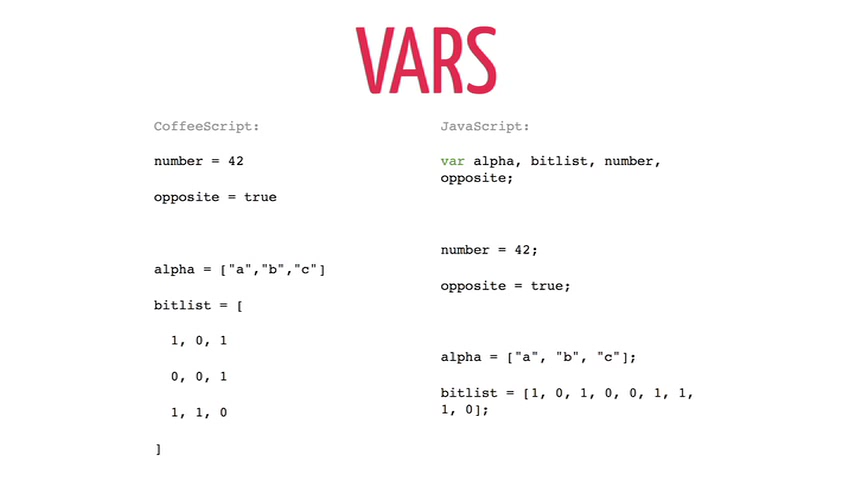 VARS
CoffeeScript:
number = 42
opposite = true
alpha = ["a","b","c"]
bitlist = [
1, 0, 1
0, 0, 1
1, 1, 0
]
JavaScript:
var alpha, bitlist, number,
opposite;
number = 42;
opposite = true;
alpha = ["a", "b", "c"];
bitlist = [1, 0, 1, 0, 0, 1, 1,
1, 0];